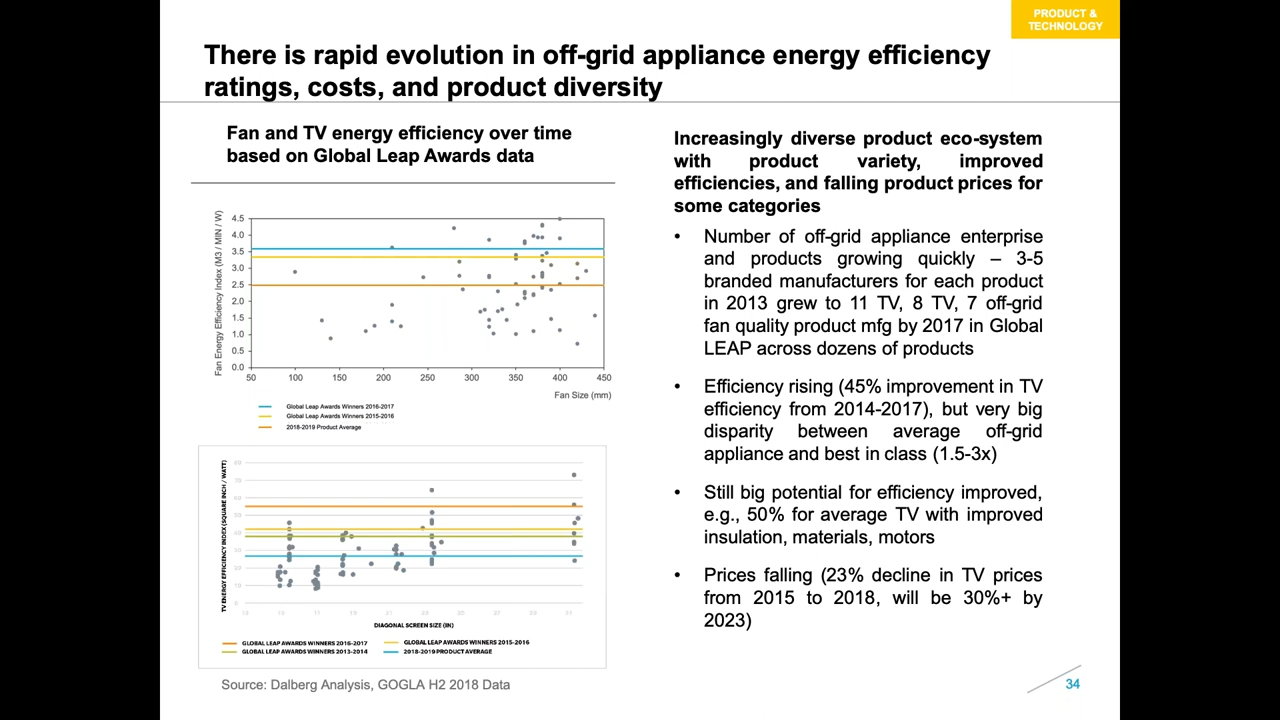 PRODUCT &
TECHNOLOGY
There is rapid evolution in off-grid appliance energy efficiency
ratings, costs, and product diversity
Fan and TV energy efficiency over time
based on Global Leap Awards data
Fan Energy Efficiency Index (M3 / MIN / W)
4.5
4.0
3.5
3.0
2.5
2.0
1.5
1.0
0.5
0.0
50 100 150 200 250 300 350 400 450
Fan Size (mm)
Global Leap Awards Winners 2016-2017
Global Leap Awards Winners 2015-2016
2018-2019 Product Average
TV ENERGY EFFICIENCY INDEX (SQUARE INCH / WATT)
DIAGONAL SCREEN SIZE (IN)
GLOBAL LEAP AWARDS WINNERS 2016-2017 GLOBAL LEAP AWARDS WINNERS 2015-2016
GLOBAL LEAP AWARDS WINNERS 2013-2014 2018-2019 PRODUCT AVERAGE
Increasingly diverse product eco-system
with product variety, improved
efficiencies, and falling product prices for
some categories
• Number of off-grid appliance enterprise
and products growing quickly – 3-5
branded manufacturers for each product
in 2013 grew to 11 TV, 8 TV, 7 off-grid
fan quality product mfg by 2017 in Global
LEAP across dozens of products
• Efficiency rising (45% improvement in TV
efficiency from 2014-2017), but very big
disparity between average off-grid
appliance and best in class (1.5-3x)
• Still big potential for efficiency improved,
e.g., 50% for average TV with improved
insulation, materials, motors
• Prices falling (23% decline in TV prices
from 2015 to 2018, will be 30%+ by
2023)
Source: Dalberg Analysis, GOGLA H2 2018 Data
34